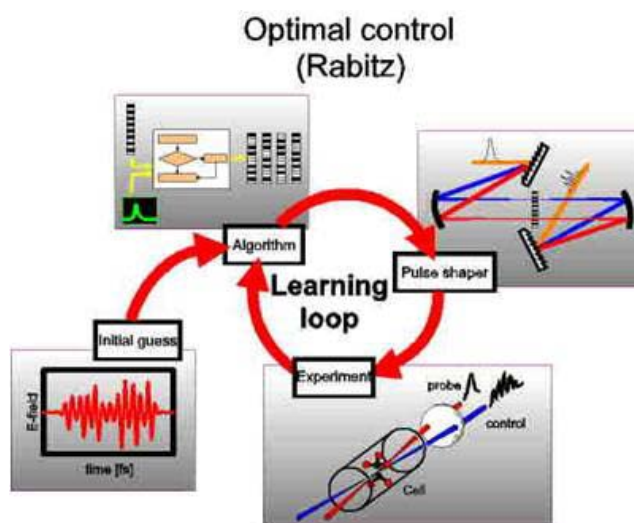 Optimal control
(Rabitz)
Algorithm
Pulse shaper
Learning
loop
Initial guess
Experiment
probe
control
Cell
E-field
time [fs]